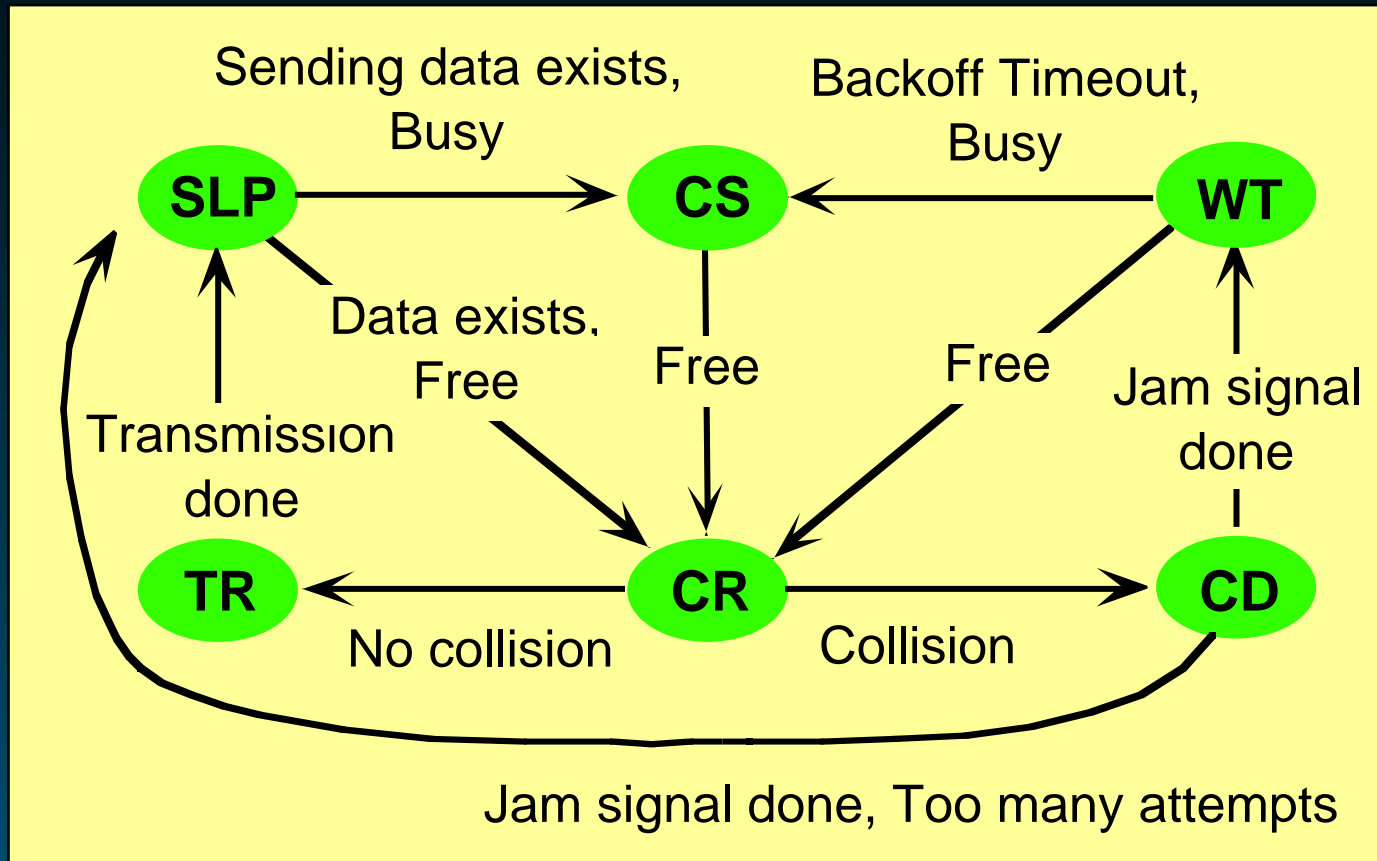 Sending data exists,
Busy
Backoff Timeout,
Busy
SLP
CS
WT
Data exists,
Free
Free
Free
Jam signal
done
Transmission
done
TR
CR
CD
No collision
Collision
Jam signal done, Too many attempts